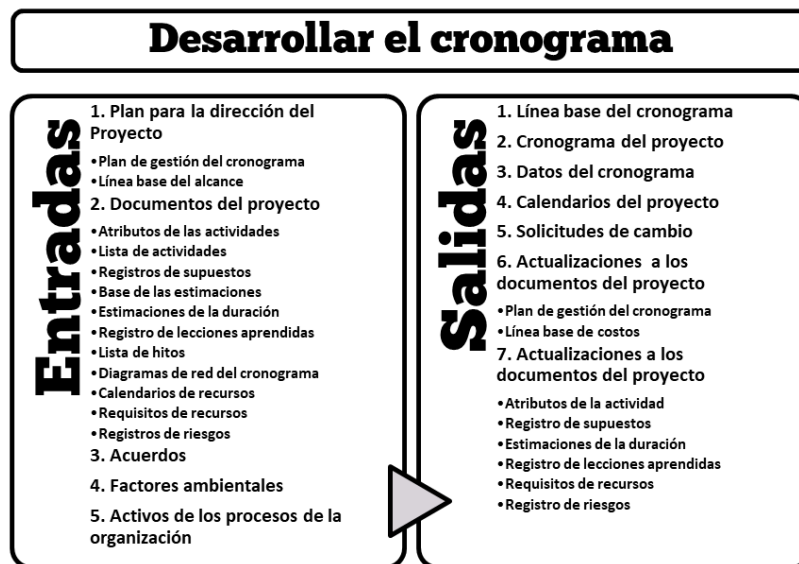 Desarrollar el cronograma
Entradas
1. Plan para la dirección del
Proyecto
•Plan de gestión del cronograma
•Línea base del alcance
2. Documentos del proyecto
•Atributos de las actividades
•Lista de actividades
•Registros de supuestos
•Base de las estimaciones
•Estimaciones de la duración
•Registro de lecciones aprendidas
•Lista de hitos
•Diagramas de red del cronograma
•Calendarios de recursos
•Requisitos de recursos
•Registros de riesgos
3. Acuerdos
4. Factores ambientales
5. Activos de los procesos de la
organización
Salidas
1. Línea base del cronograma
2. Cronograma del proyecto
3. Datos del cronograma
4. Calendarios del proyecto
5. Solicitudes de cambio
6. Actualizaciones a los
documentos del proyecto
•Plan de gestión del cronograma
•Línea base de costos
7. Actualizaciones a los
documentos del proyecto
•Atributos de la actividad
•Registro de supuestos
•Estimaciones de la duración
•Registro de lecciones aprendidas
•Requisitos de recursos
•Registro de riesgos